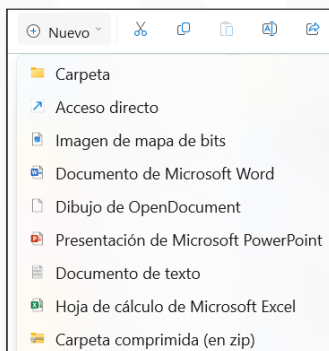 Nuevo
Carpeta
Acceso directo
Imagen de mapa de bits
Documento de Microsoft Word
Dibujo de OpenDocument
Presentación de Microsoft PowerPoint
Documento de texto
Hoja de cálculo de Microsoft Excel
Carpeta comprimida (en zip)